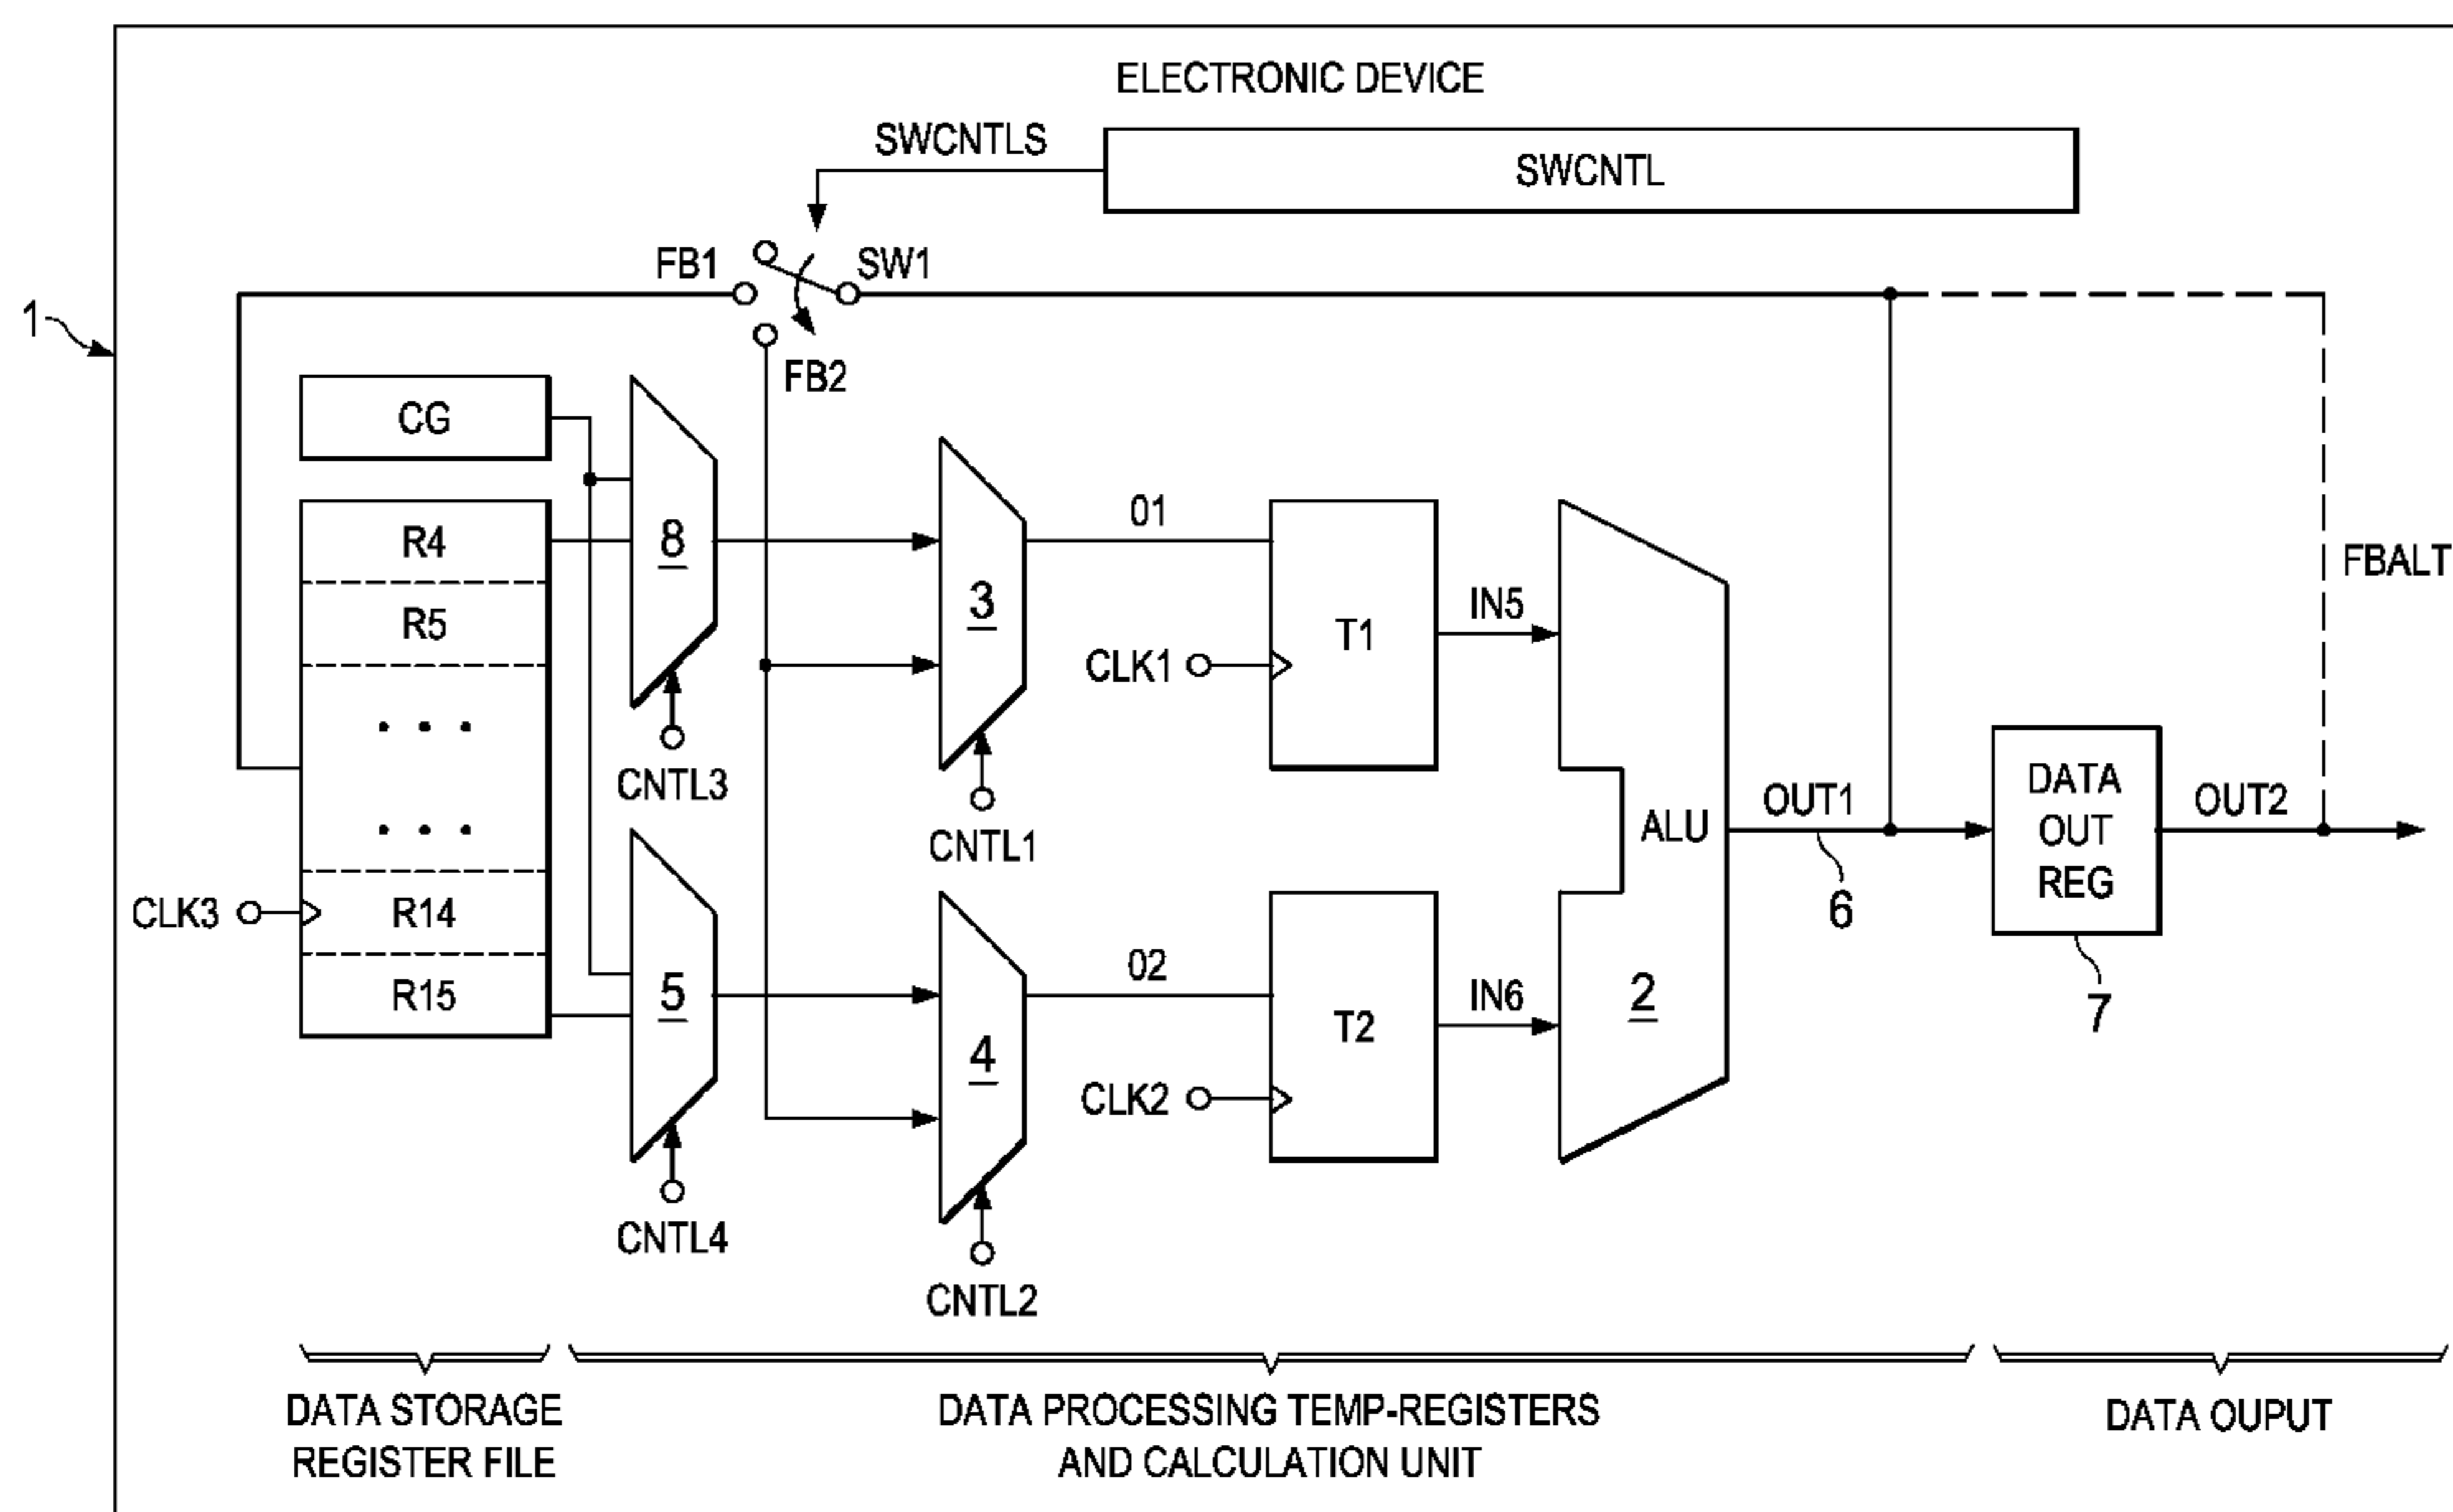 ELECTRONIC DEVICE
SWCNTLS
SWCNTL
FB1
SW1
1
FB2
CG
R4
8
01
FBALT
R5
3
IN5
T1
CLK1
. . .
CNTL3
DATA
OUT
REG
OUT1
OUT2
. . .
ALU
CNTL1
6
CLK3
R14
02
R15
5
IN6
2
7
T2
4
CLK2
CNTL4
CNTL2
DATA STORAGE
REGISTER FILE
DATA PROCESSING TEMP-REGISTERS
AND CALCULATION UNIT
DATA OUPUT